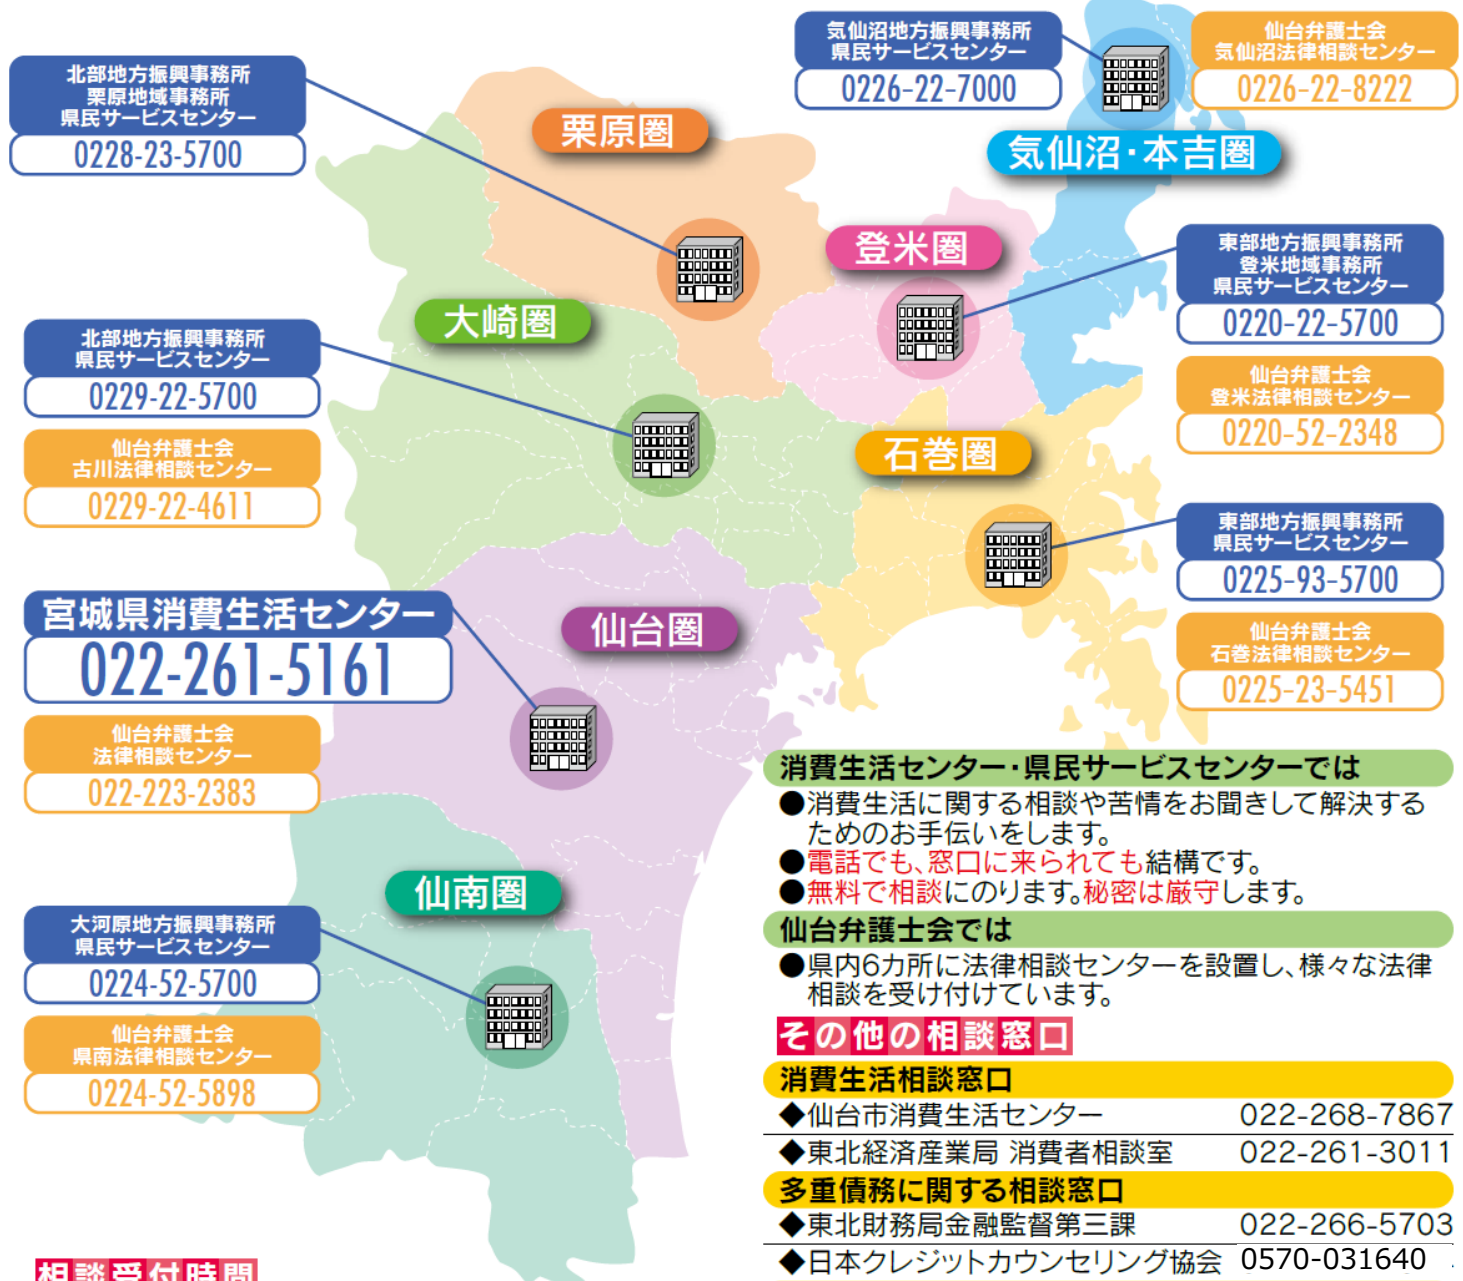 気仙沼地方振興事務所
県民サービスセンター
0226-22-7000
仙台弁護士会
気仙沼法律相談センター
0226-22-8222
気仙沼・本吉圏
北部地方振興事務所
栗原地域事務所
県民サービスセンター
0228-23-5700
栗原圏
登米圏
東部地方振興事務所
登米地域事務所
県民サービスセンター
0220-22-5700
仙台弁護士会
登米法律相談センター
0220-52-2348
大崎圏
北部地方振興事務所
県民サービスセンター
0229-22-5700
仙台弁護士会
古川法律相談センター
0229-22-4611
石巻圏
東部地方振興事務所
県民サービスセンター
0225-93-5700
仙台弁護士会
石巻法律相談センター
0225-23-5451
宮城県消費生活センター
022-261-5161
仙台圏
仙台弁護士会
法律相談センター
022-223-2383
仙南圏
大河原地方振興事務所
県民サービスセンター
0224-52-5700
仙台弁護士会
県南法律相談センター
0224-52-5898
消費生活センター・県民サービスセンターでは
●消費生活に関する相談や苦情をお聞きして解決する
ためのお手伝いをします。
●電話でも、窓口に来られても結構です。
●無料で相談にのります。秘密は厳守します。
仙台弁護士会では
●県内6カ所に法律相談センターを設置し、様々な法律
相談を受け付けています。
その他の相談窓口
消費生活相談窓口
◆仙台市消費生活センター 022-268-7867
◆東北経済産業局 消費者相談室 022-261-3011
多重債務に関する相談窓口
◆東北財務局金融監督第三課 022-266-5703
◆日本クレジットカウンセリング協会 0570-031640
相談受付時間